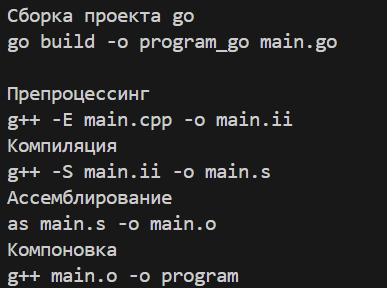 Сборка проекта go
go build -o program_go main.go
Препроцессинг
g++ -E main.cpp -o main.ii
Компиляция
g++ -S main.ii -o main.s
Ассемблирование
as main.s -o main.o
Компоновка
g++ main.o -o program